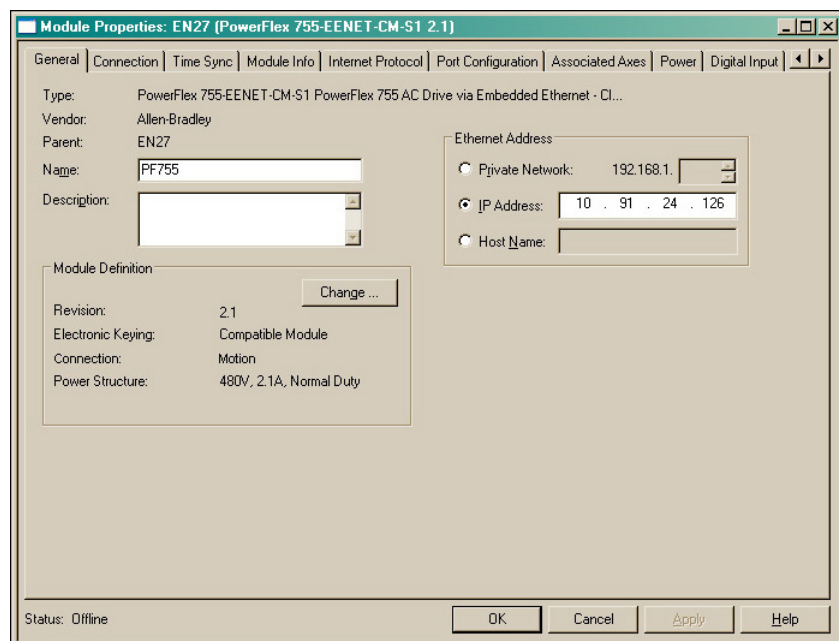 Module Properties: EN27 (PowerFlex 755-EENET-CM-S1 2.1)
General Connection Time Sync Module Info Internet Protocol Port Configuration Associated Axes Power Digital Input
Type: PowerFlex 755-EENET-CM-S1 PowerFlex 755 AC Drive via Embedded Ethernet - CI...
Vendor: Allen-Bradley
Parent: EN27
Name: PF755
Description:
Ethernet Address
Private Network: 192.168.1.
IP Address: 10 . 91 . 24 . 126
Host Name:
Module Definition
Change ...
Revision: 2.1
Electronic Keying: Compatible Module
Connection: Motion
Power Structure: 480V, 2.1A, Normal Duty
Status: Offline
OK Cancel Apply Help